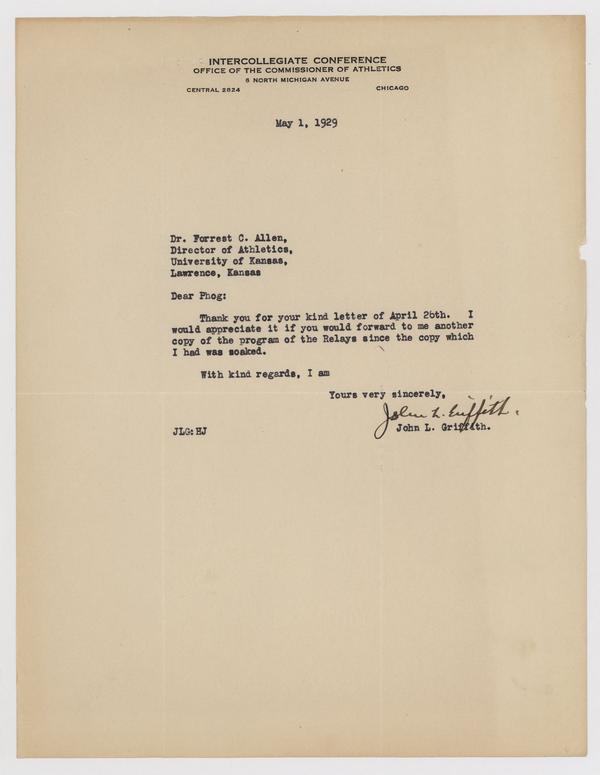 INTERCOLLEGIATE CONFERENCE
OFFICE OF THE COMMISSIONER OF ATHLETICS
6 NORTH MICHIGAN AVENUE
CENTRAL 2824 CHICAGO
May 1, 1929
Dr. Forrest C. Allen,
Director of Athletics,
University of Kansas,
Lawrence, Kansas
Dear Phog:
Thank you for your kind letter of April 26th. I
would appreciate it if you would forward to me another
copy of the program of the Relays since the copy which
I had was soaked.
With kind regards, I am
Yours very sincerely,
John L. Griffith.
JLG:HJ John L. Griffith.